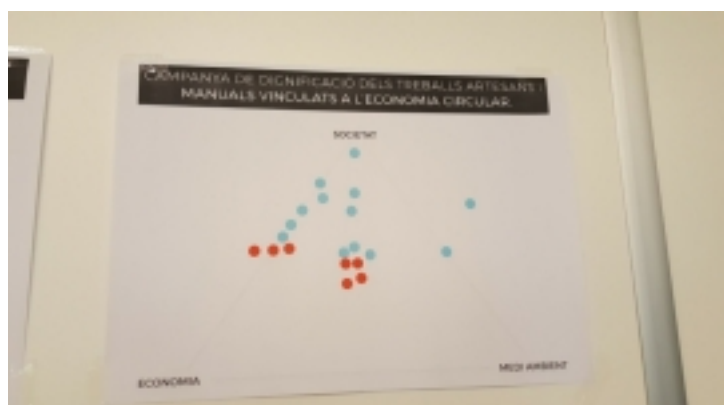 CAMPANYA DE DIGNIFICACIÓ DELS TREBALLS ARTESANS I
MANUALS VINCULATS A L'ECONOMIA CIRCULAR.
SOCIETAT
MEDI AMBIENT
ECONOMIA